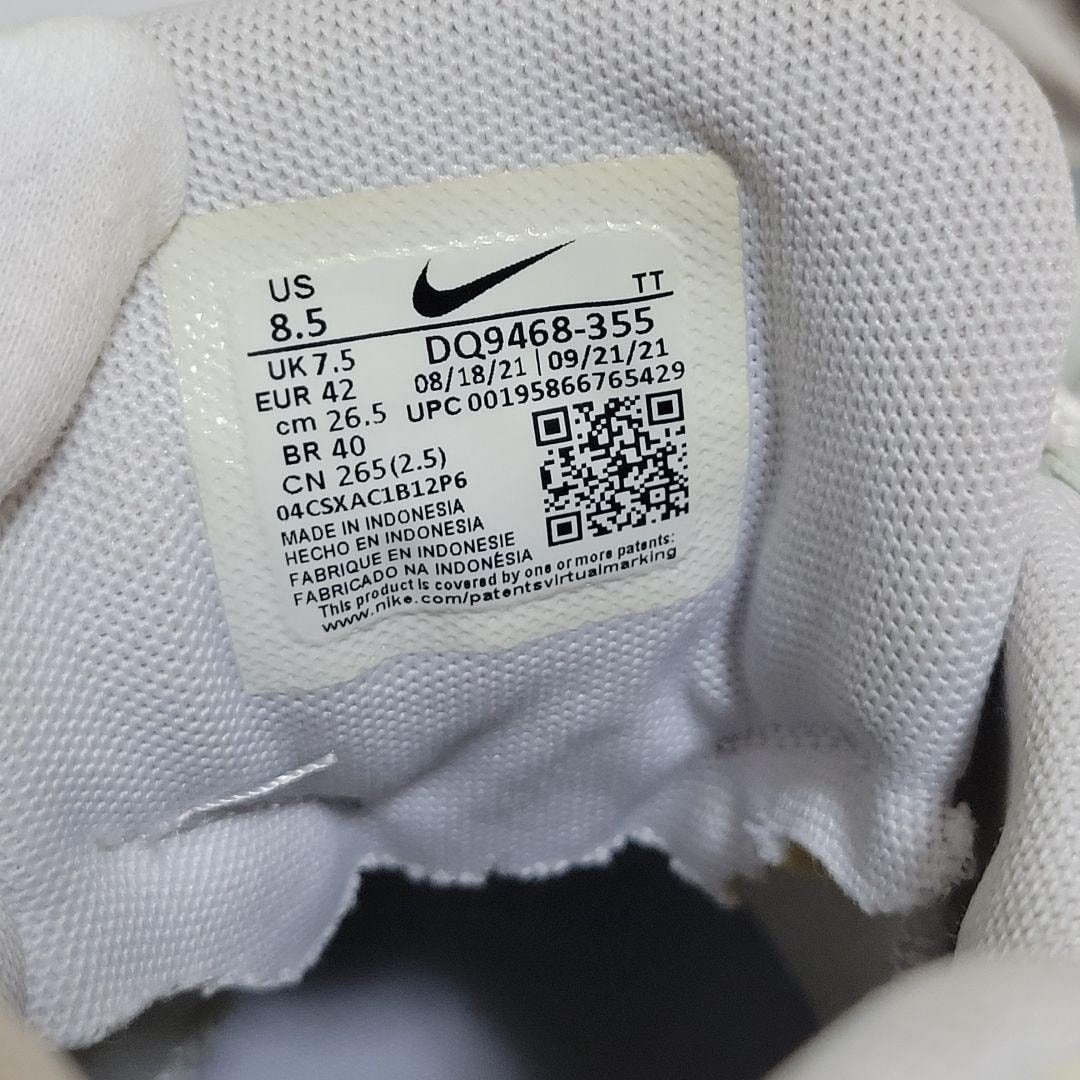 US
8.5
TT
UK 7.5
EUR 42
cm 26.5
BR 40
CN 265(2.5)
DQ9468-355
08/18/21 | 09/21/21
UPC 00195866765429
04CSXAC1B12P6
MADE IN INDONESIA
HECHO EN INDONESIA
FABRIQUE EN INDONESIE
FABRICADO NA INDONÉSIA
This product is covered by one or more patents:
www.nike.com/patentsvirtualmarking